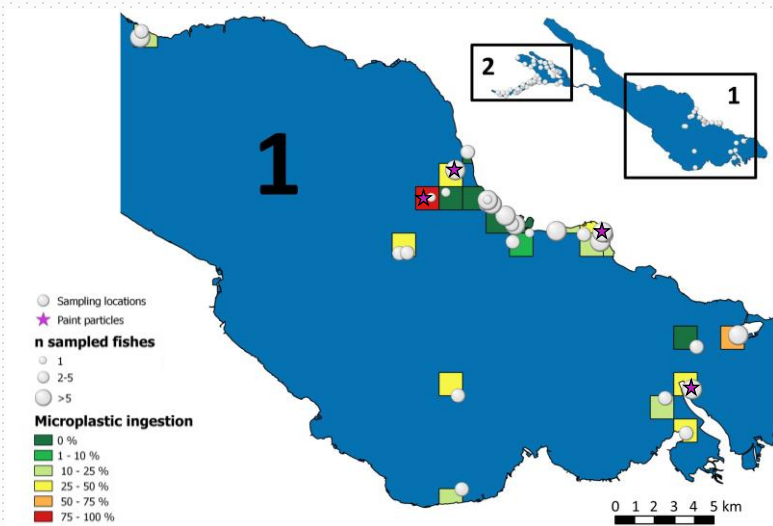 2
1
1
Sampling locations
Paint particles
n sampled fishes
1
2-5
>5
Microplastic ingestion
0 %
1 - 10 %
10 - 25 %
25 - 50 %
50 - 75 %
75 - 100 %
0 1 2 3 4 5 km